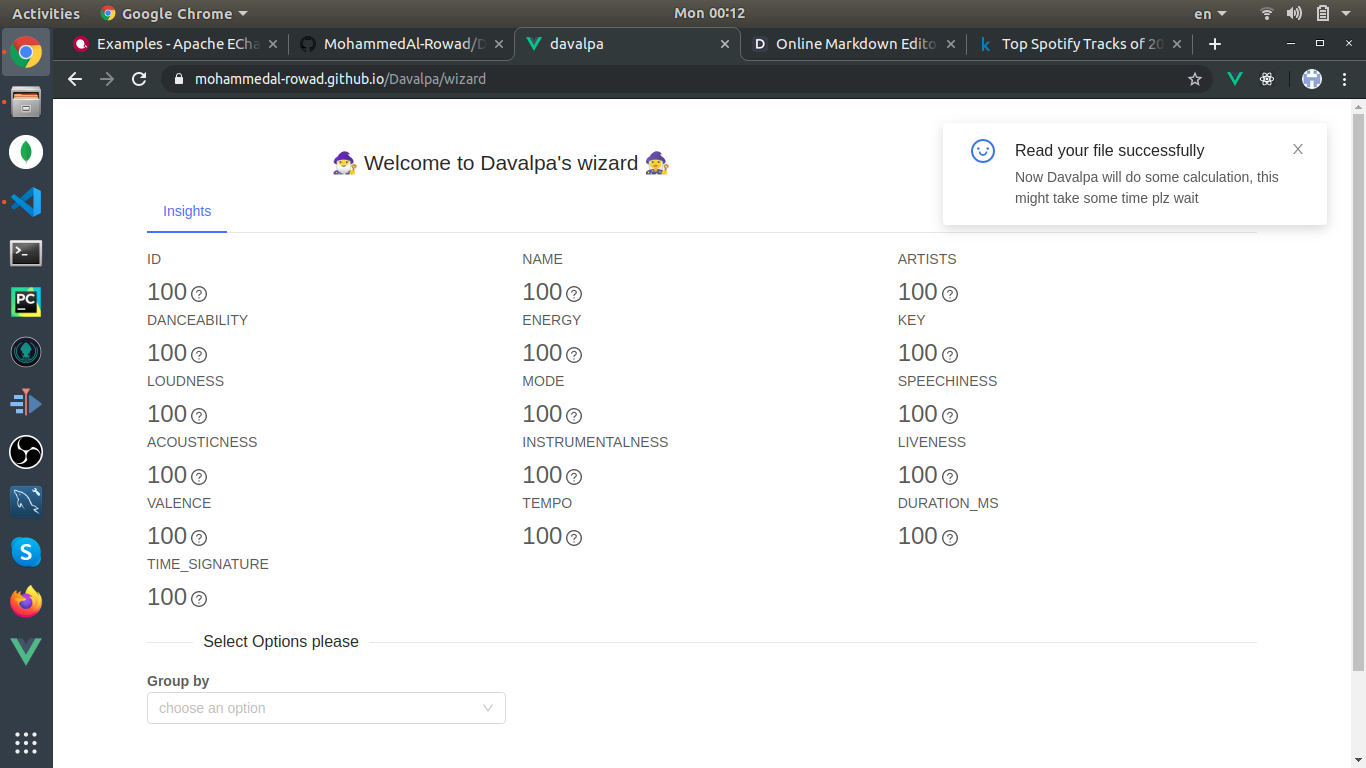 Activities Google Chrome Mon 00:12 en
Examples - Apache ECha MohammedAl-Rowad/D davalpa D Online Markdown Edito k Top Spotify Tracks of 20
mohammedal-rowad.github.io/Davalpa/wizard
Welcome to Davalpa's wizard
Read your file successfully
Now Davalpa will do some calculation, this
might take some time plz wait
Insights
ID NAME ARTISTS
100 100 100
DANCEABILITY ENERGY KEY
100 100 100
LOUDNESS MODE SPEECHINESS
100 100 100
ACOUSTICNESS INSTRUMENTALNESS LIVENESS
100 100 100
VALENCE TEMPO DURATION_MS
100 100 100
TIME_SIGNATURE
100
Select Options please
Group by
choose an option
PC
S